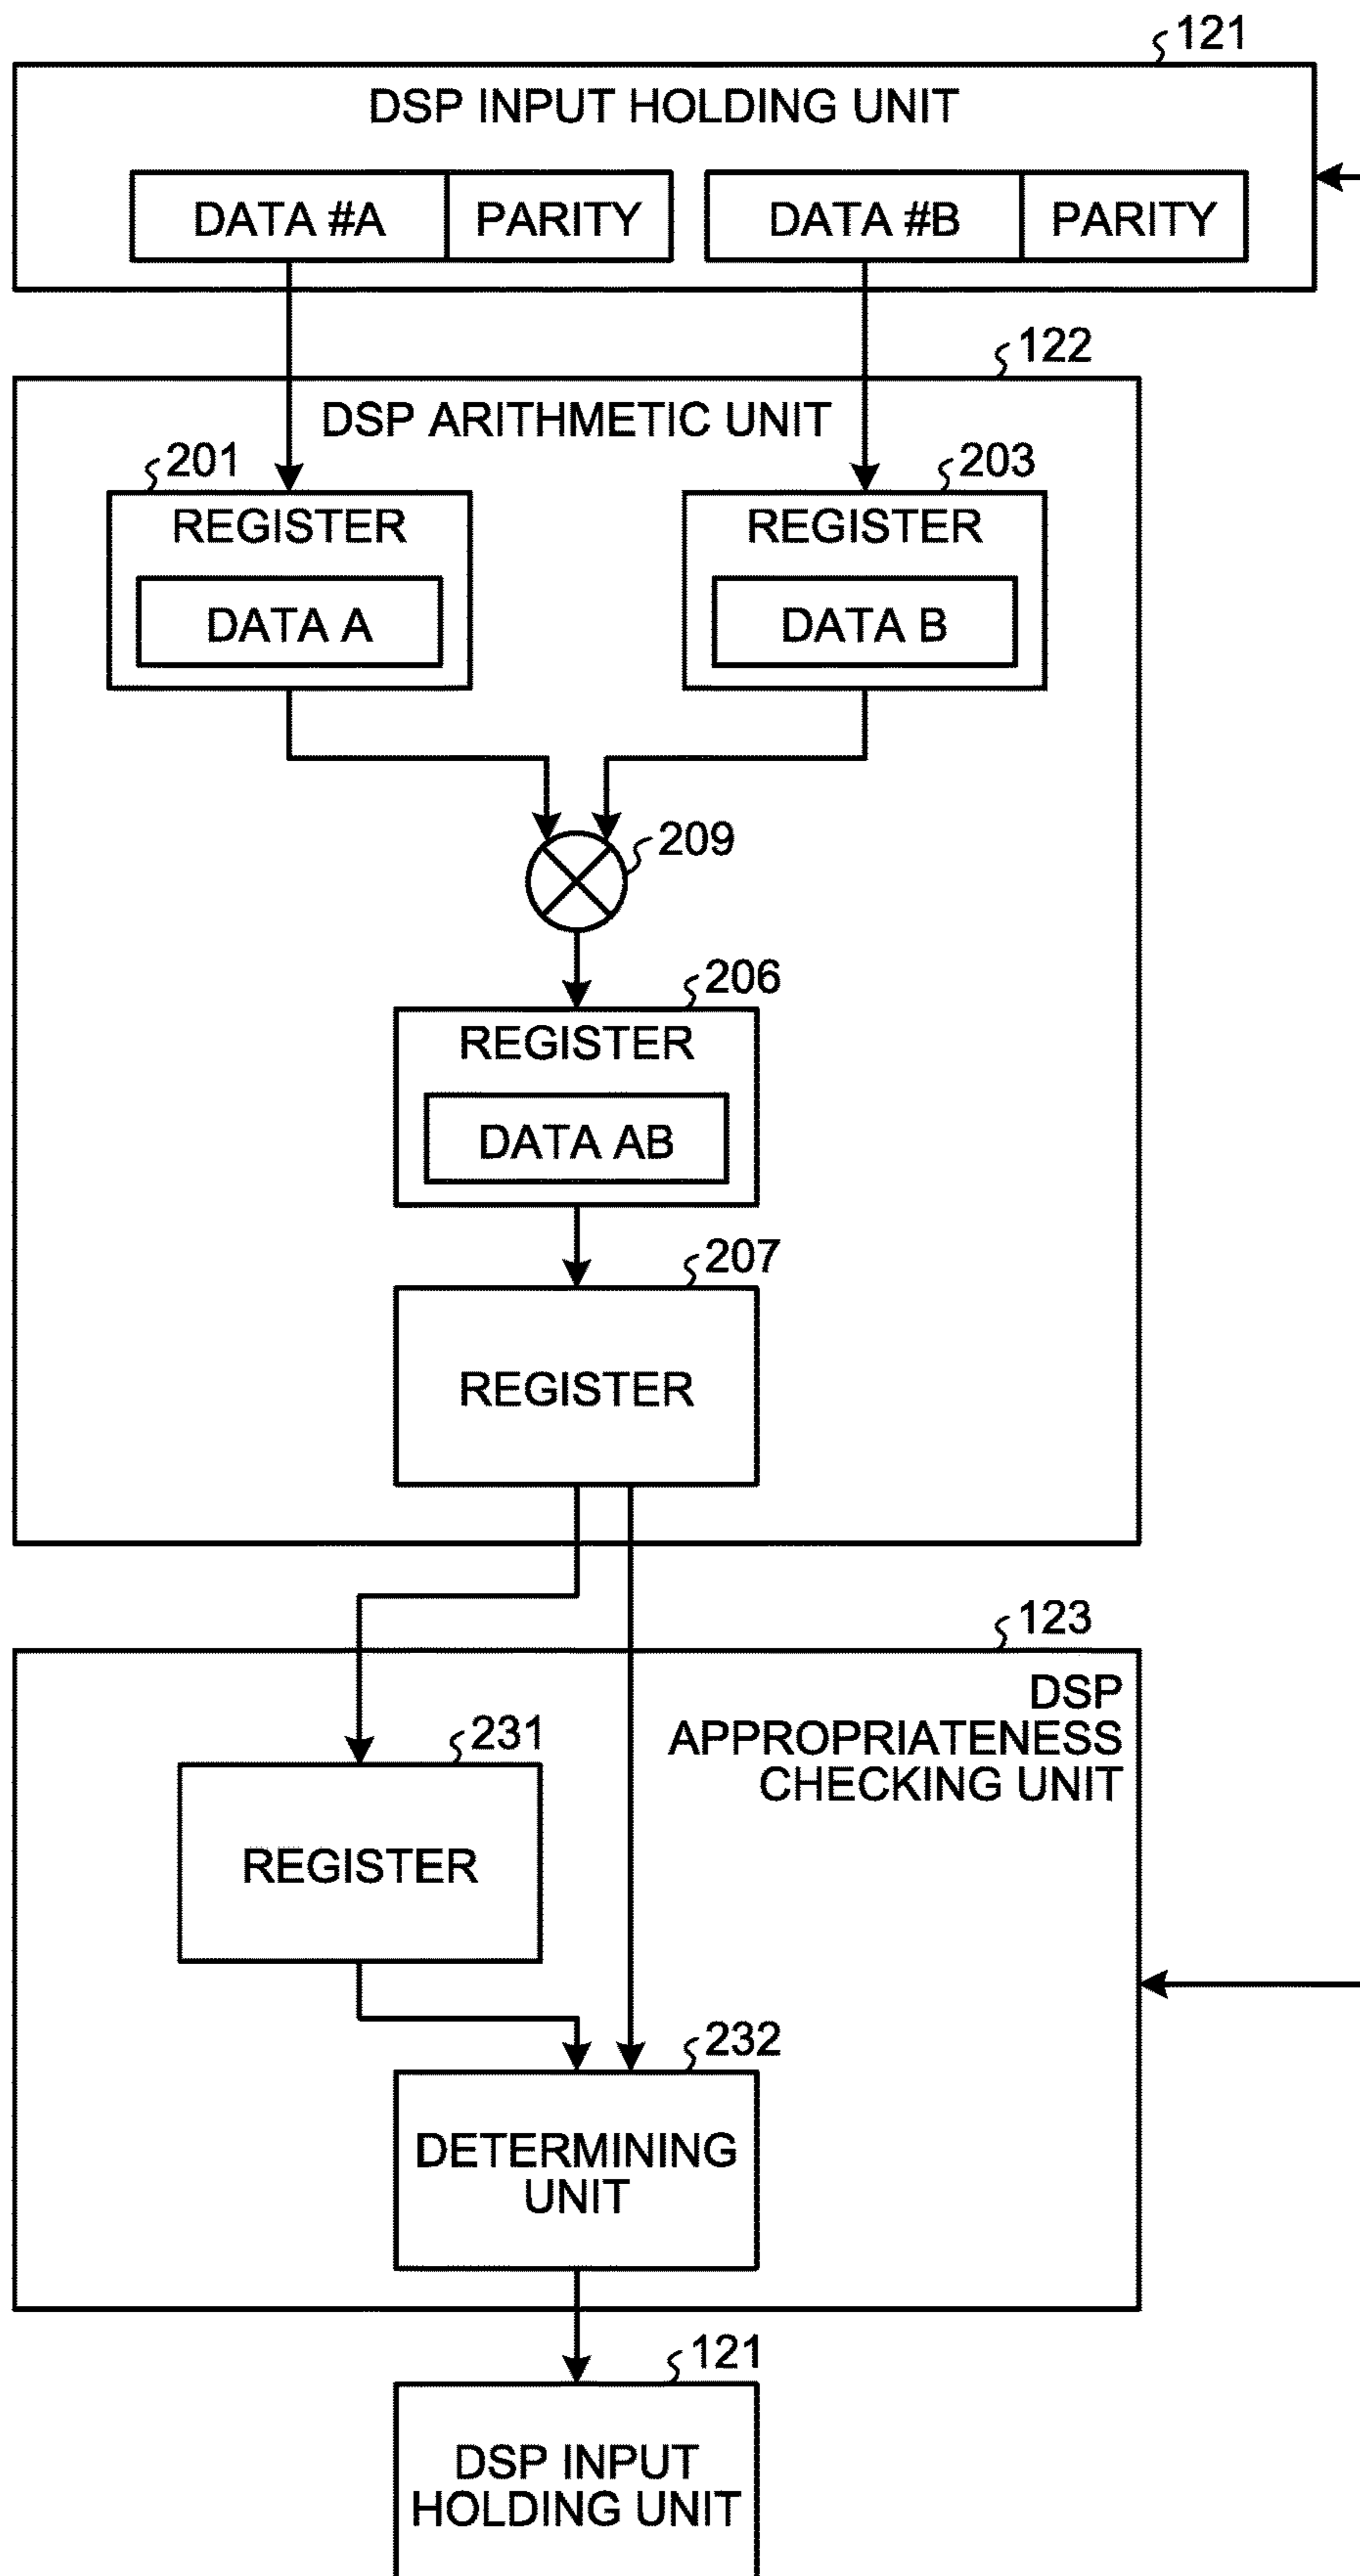 121
DSP INPUT HOLDING UNIT
DATA #A PARITY DATA #B PARITY
122
DSP ARITHMETIC UNIT
201 203
REGISTER REGISTER
DATA A DATA B
209
206
REGISTER
DATA AB
207
REGISTER
123
DSP
APPROPRIATENESS
CHECKING UNIT
231
REGISTER
232
DETERMINING
UNIT
121
DSP INPUT
HOLDING UNIT